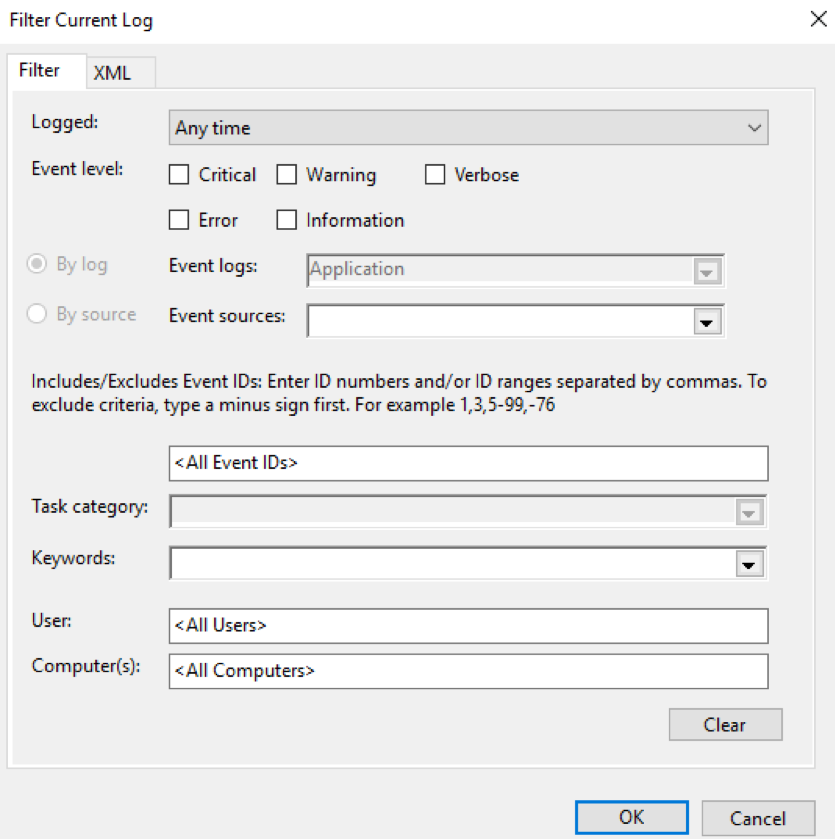 Filter Current Log
Filter XML
Logged: Any time
Event level: Critical Warning Verbose
Error Information
By log Event logs: Application
By source Event sources:
Includes/Excludes Event IDs: Enter ID numbers and/or ID ranges separated by commas. To
exclude criteria, type a minus sign first. For example 1,3,5-99,-76
<All Event IDs>
Task category:
Keywords:
User: <All Users>
Computer(s): <All Computers>
Clear
OK Cancel